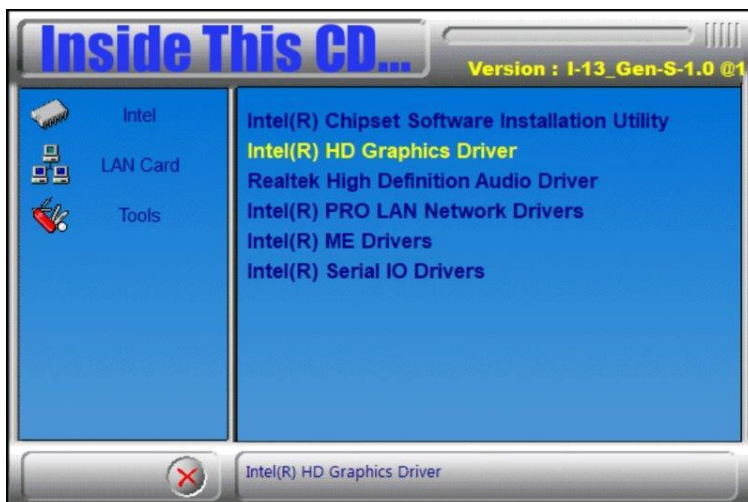 Inside This CD...
Version : I-13_Gen-S-1.0 @1
Intel
LAN Card
Tools
Intel(R) Chipset Software Installation Utility
Intel(R) HD Graphics Driver
Realtek High Definition Audio Driver
Intel(R) PRO LAN Network Drivers
Intel(R) ME Drivers
Intel(R) Serial IO Drivers
Intel(R) HD Graphics Driver